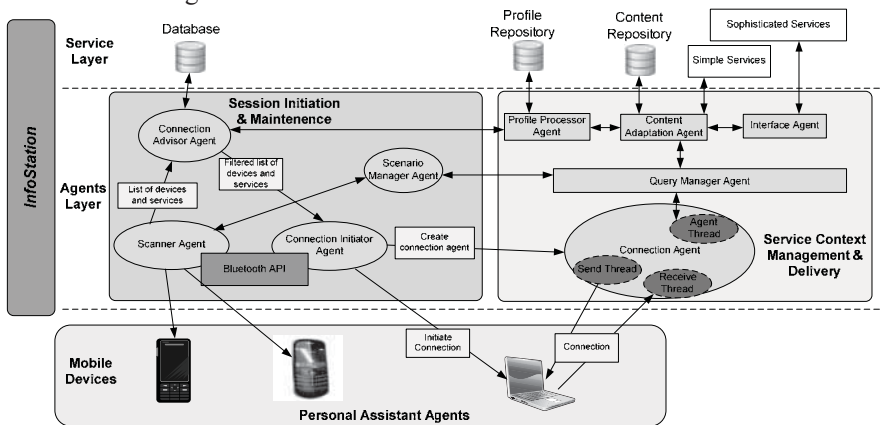 InfoStation
Service
Layer
Database
Profile
Repository
Content
Repository
Sophisticated Services
Simple Services
Agents
Layer
Session Initiation
& Maintenence
Connection
Advisor Agent
Filtered list of
devices and
services
List of devices
and services
Scenario
Manager Agent
Scanner Agent
Connection Initiator
Agent
Bluetooth API
Create
connection agent
Profile Processor
Agent
Content
Adaptation Agent
Interface Agent
Query Manager Agent
Agent
Thread
Connection Agent
Send Thread
Receive
Thread
Service Context
Management &
Delivery
Mobile
Devices
Initiate
Connection
Connection
Personal Assistant Agents